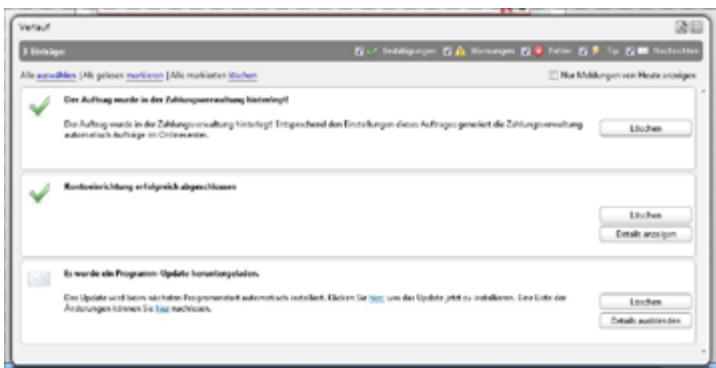 Verlauf
3 Einträge
Bestätigungen Warnungen Fehler Tip Nachrichten
Alle auswählen | Als gelesen markieren | Alle markierten löschen
Nur Meldungen von Heute anzeigen
Der Auftrag wurde in der Zahlungsverwaltung hinterlegt!
Der Auftrag wurde in der Zahlungsverwaltung hinterlegt! Entsprechend den Einstellungen dieses Auftrages generiert die Zahlungsverwaltung
automatisch Aufträge im Onlinecenter.
Löschen
Kontoeinrichtung erfolgreich abgeschlossen
Löschen
Details anzeigen
Es wurde ein Programm-Update heruntergeladen.
Das Update wird beim nächsten Programmstart automatisch installiert. Klicken Sie hier, um das Update jetzt zu installieren. Eine Liste der
Änderungen können Sie hier nachlesen.
Löschen
Details ausblenden